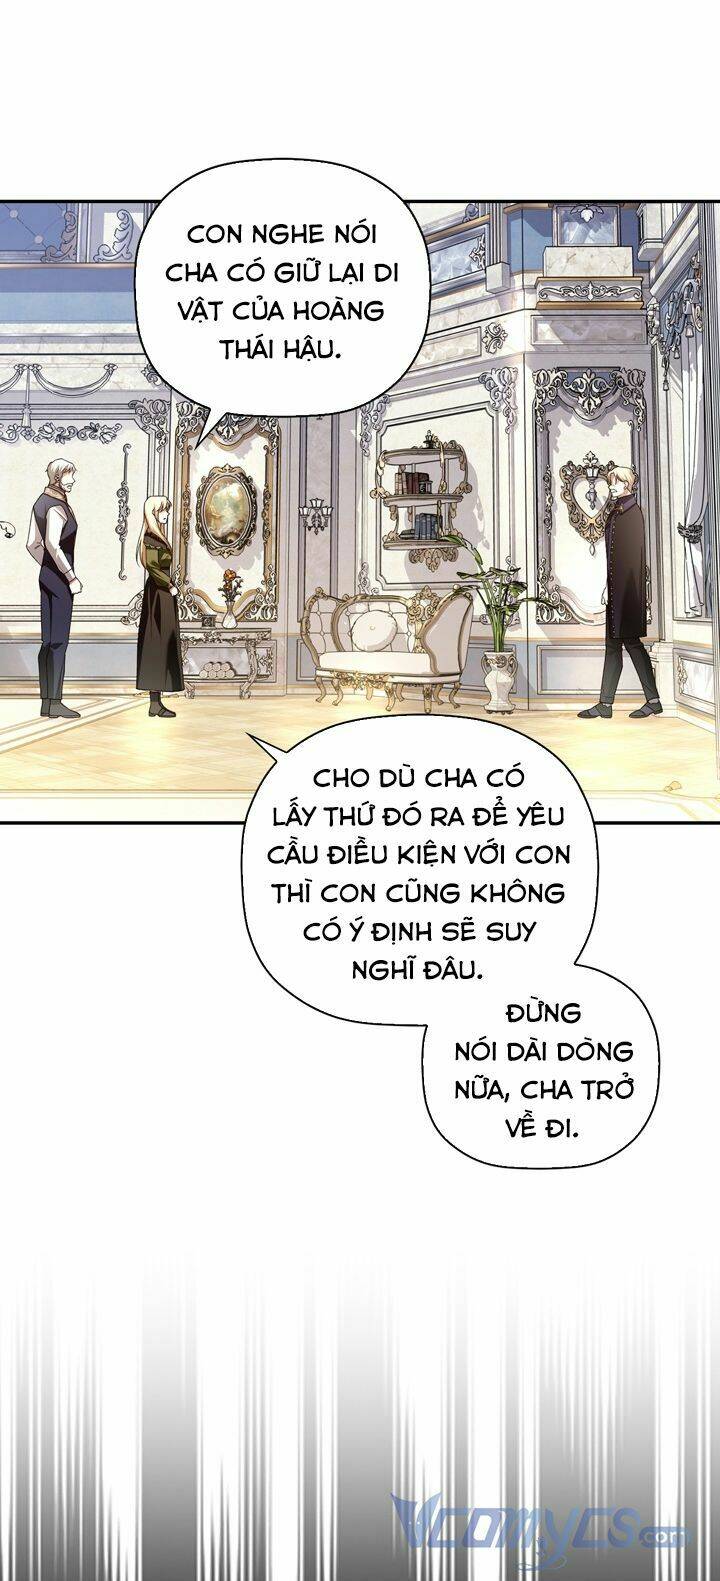 CON NGHE NÓI
CHA CÓ GIỮ LẠI DI
VẬT CỦA HOÀNG
THÁI HẬU.
CHO DÙ CHA CÓ
LẤY THỨ ĐÓ RA ĐỂ YÊU
CẦU ĐIỀU KIỆN VỚI CON
THÌ CON CŨNG KHÔNG
CÓ Ý ĐỊNH SẼ SUY
NGHĨ ĐÂU.
ĐỪNG
NÓI DÀI DÒNG
NỮA, CHA TRỞ
VỀ ĐI.
VCOMYCS.COM